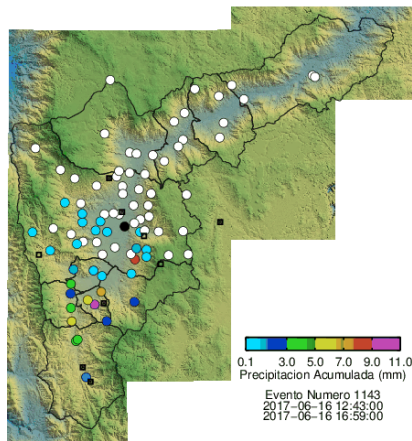 0.1 3.0 5.0 7.0 9.0 11.0
Precipitacion Acumulada (mm)
Evento Numero 1143
2017-06-16 12:43:00
2017-06-16 16:59:00